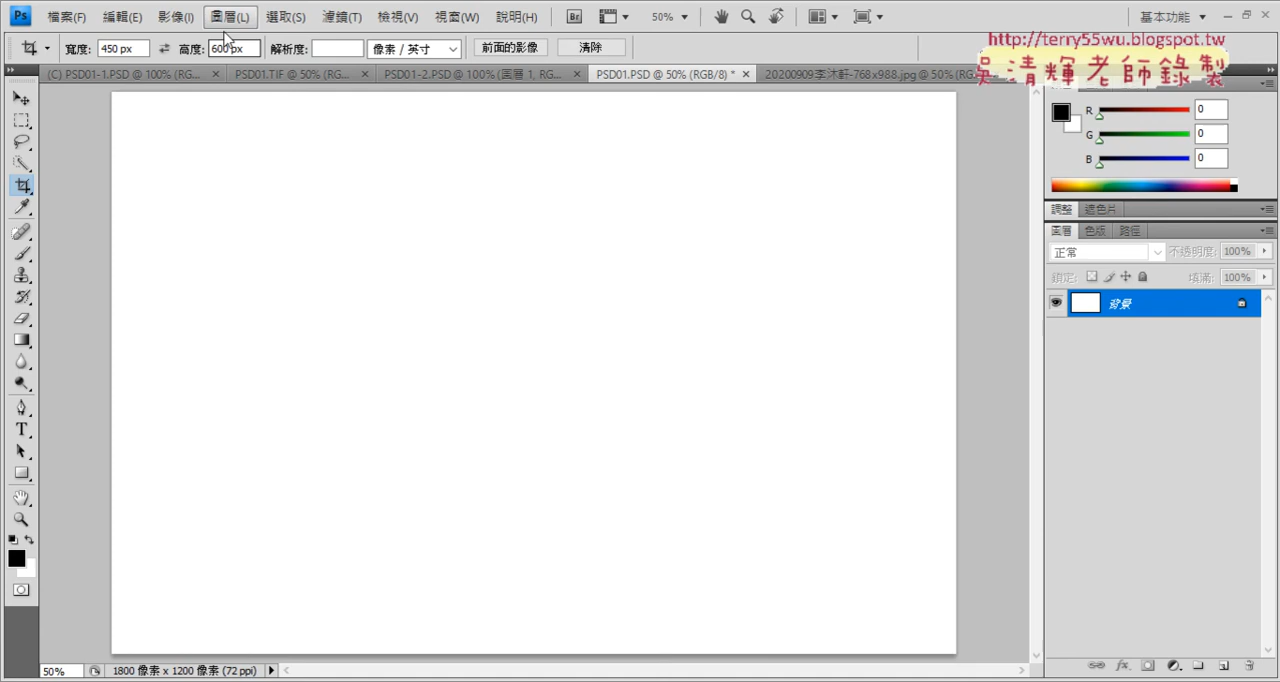 Ps 檔案(F) 編輯(E) 影像(I) 圖層(L) 選取(S) 濾鏡(T) 檢視(V) 視窗(W) 說明(H) Br 50% 基本功能
http://terry55wu.blogspot.tw
寬度: 450 px 高度: 600 px 解析度: 像素 / 英寸 前面的影像 清除
吳清輝老師錄製
(C) PSD01-1.PSD @ 100% (RG... PSD01.TIF @ 50% (RG... PSD01-2.PSD @ 100% (圖層 1, RG... PSD01.PSD @ 50% (RGB/8) * 20200909李沐軒-768x988.jpg @ 50% (RG
R 0
G 0
B 0
調整 遮色片
圖層 色版 路徑
正常 不透明度: 100%
鎖定: 填滿: 100%
背景
T
fx
50% 1800 像素 x 1200 像素 (72 ppi)